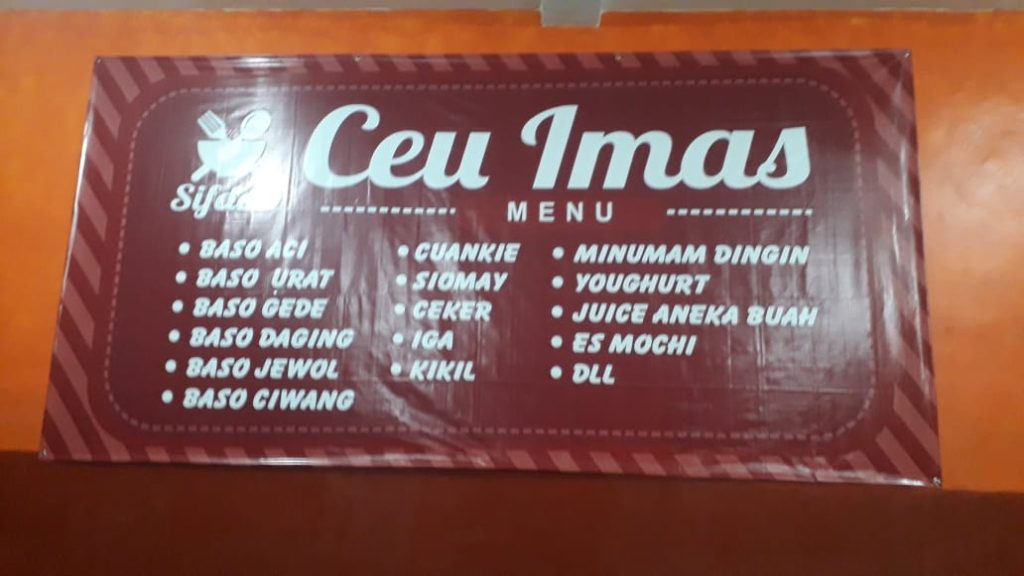 Ceu Imas
MENU
• BASO ACI
• BASO URAT
• BASO GEDE
• BASO DAGING
• BASO JEWOL
• BASO CIWANG
• CUANKIE
• SIOMAY
• CEKER
• IGA
• KIKIL
• MINUMAM DINGIN
• YOUGHURT
• JUICE ANEKA BUAH
• ES MOCHI
• DLL